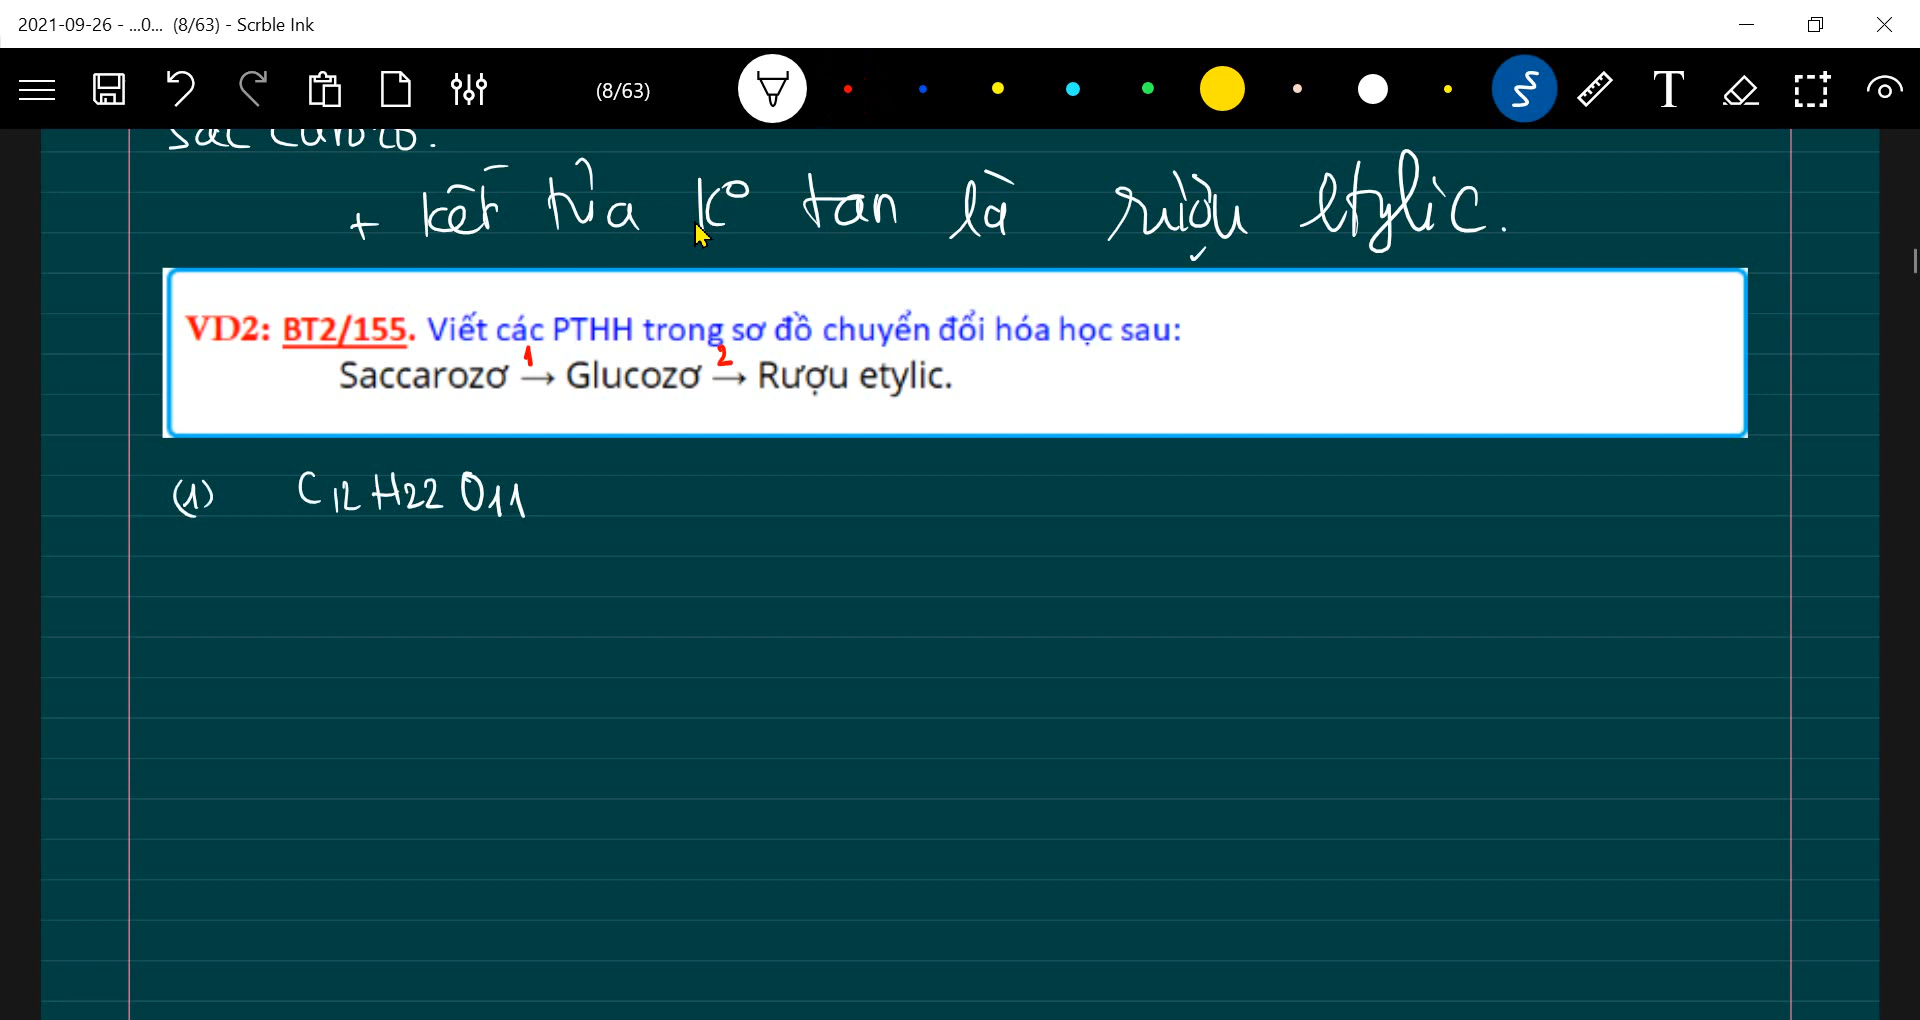 2021-09-26 - ...0... (8/63) - Scrble Ink
(8/63)
T
+ kết tủa k° tan là rượu etylic.
VD2: BT2/155. Viết các PTHH trong sơ đồ chuyển đổi hóa học sau:
1 2
Saccarozơ → Glucozơ → Rượu etylic.
(1) C12H22O11